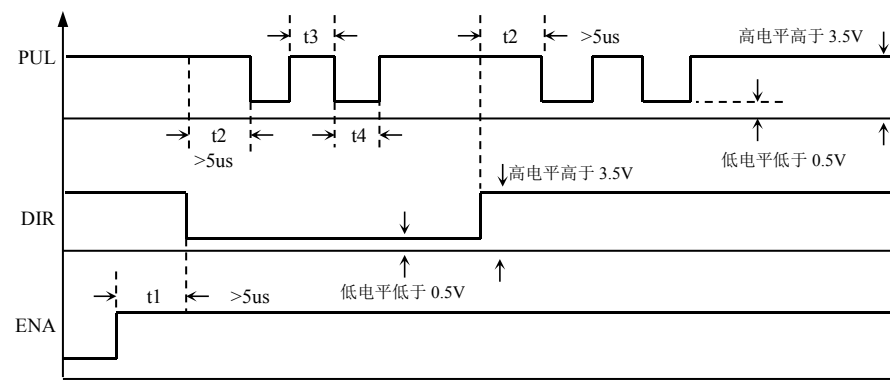 t3
t2
>5us
高电平高于 3.5V
PUL
t2
t4
>5us
低电平低于 0.5V
高电平高于 3.5V
DIR
低电平低于 0.5V
t1
>5us
ENA